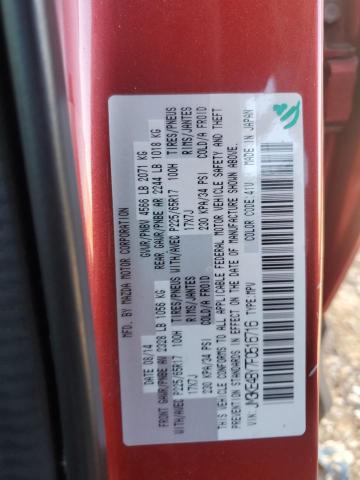 MFD. BY MAZDA MOTOR CORPORATION
DATE 08/14 GVWR/PNBV 4566 LB 2071 KG
FRONT GAWR/PNBE AV 2328 LB 1056 KG REAR GAWR/PNBE AR 2244 LB 1018 KG
WITH/AVEC P225/65R17 100H TIRES/PNEUS WITH/AVEC P225/65R17 100H TIRES/PNEUS
17X7J RIMS/JANTES 17X7J RIMS/JANTES
230 KPA/34 PSI COLD/A FROID 230 KPA/34 PSI COLD/A FROID
THIS VEHICLE CONFORMS TO ALL APPLICABLE FEDERAL MOTOR VEHICLE SAFETY AND THEFT
PREVENTION STANDARDS IN EFFECT ON THE DATE OF MANUFACTURE SHOWN ABOVE.
COLOR CODE 41V MADE IN JAPAN
VIN: TYPE:MPV